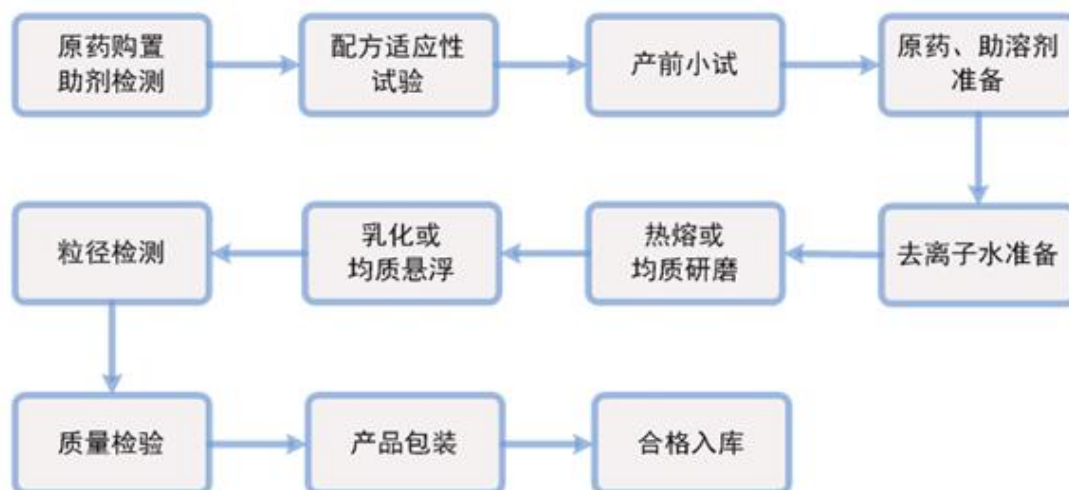 原药购置
助剂检测
配方适应性
试验
产前小试
原药、助溶剂
准备
去离子水准备
热熔或
均质研磨
乳化或
均质悬浮
粒径检测
质量检验
产品包装
合格入库